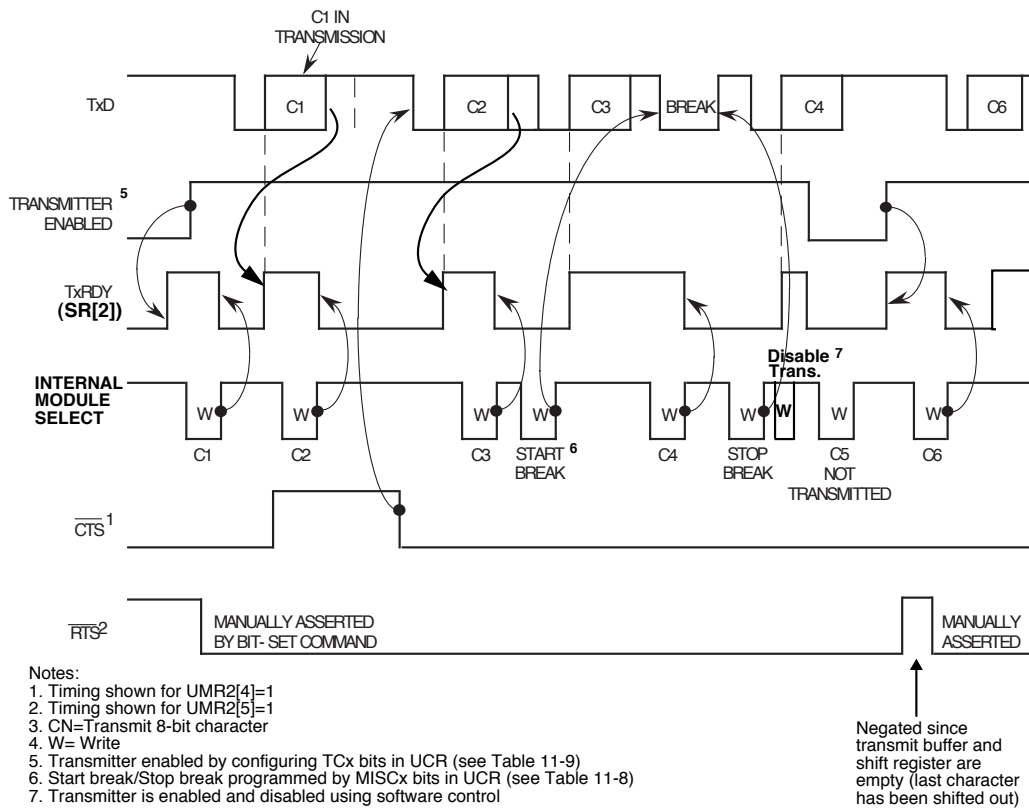 C1 IN
TRANSMISSION
TxD
C1
C2
C3
BREAK
C4
C6
TRANSMITTER 5
ENABLED
TxRDY
(SR[2])
Disable 7
Trans.
INTERNAL
MODULE
SELECT
W
W
W
W
W
W
W
W
W
C1
C2
C3
START 6
BREAK
C4
STOP
BREAK
C5
NOT
TRANSMITTED
C6
CTS 1
RTS 2
MANUALLY ASSERTED
BY BIT- SET COMMAND
MANUALLY
ASSERTED
Notes:
1. Timing shown for UMR2[4]=1
2. Timing shown for UMR2[5]=1
3. CN=Transmit 8-bit character
4. W= Write
5. Transmitter enabled by configuring TCx bits in UCR (see Table 11-9)
6. Start break/Stop break programmed by MISCx bits in UCR (see Table 11-8)
7. Transmitter is enabled and disabled using software control
Negated since
transmit buffer and
shift register are
empty (last character
has been shifted out)